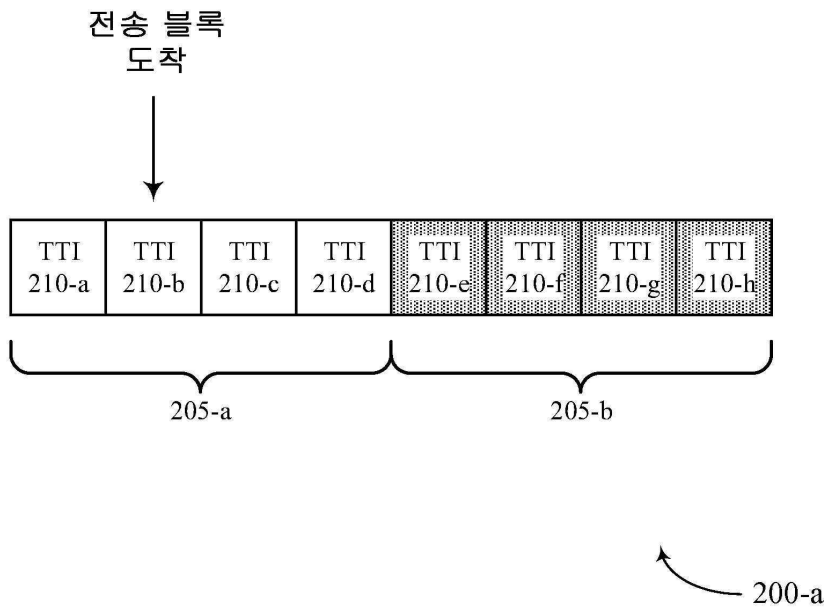 전송 블록
도착
TTI TTI TTI TTI TTI TTI TTI TTI
210-a 210-b 210-c 210-d 210-e 210-f 210-g 210-h
205-a 205-b
200-a